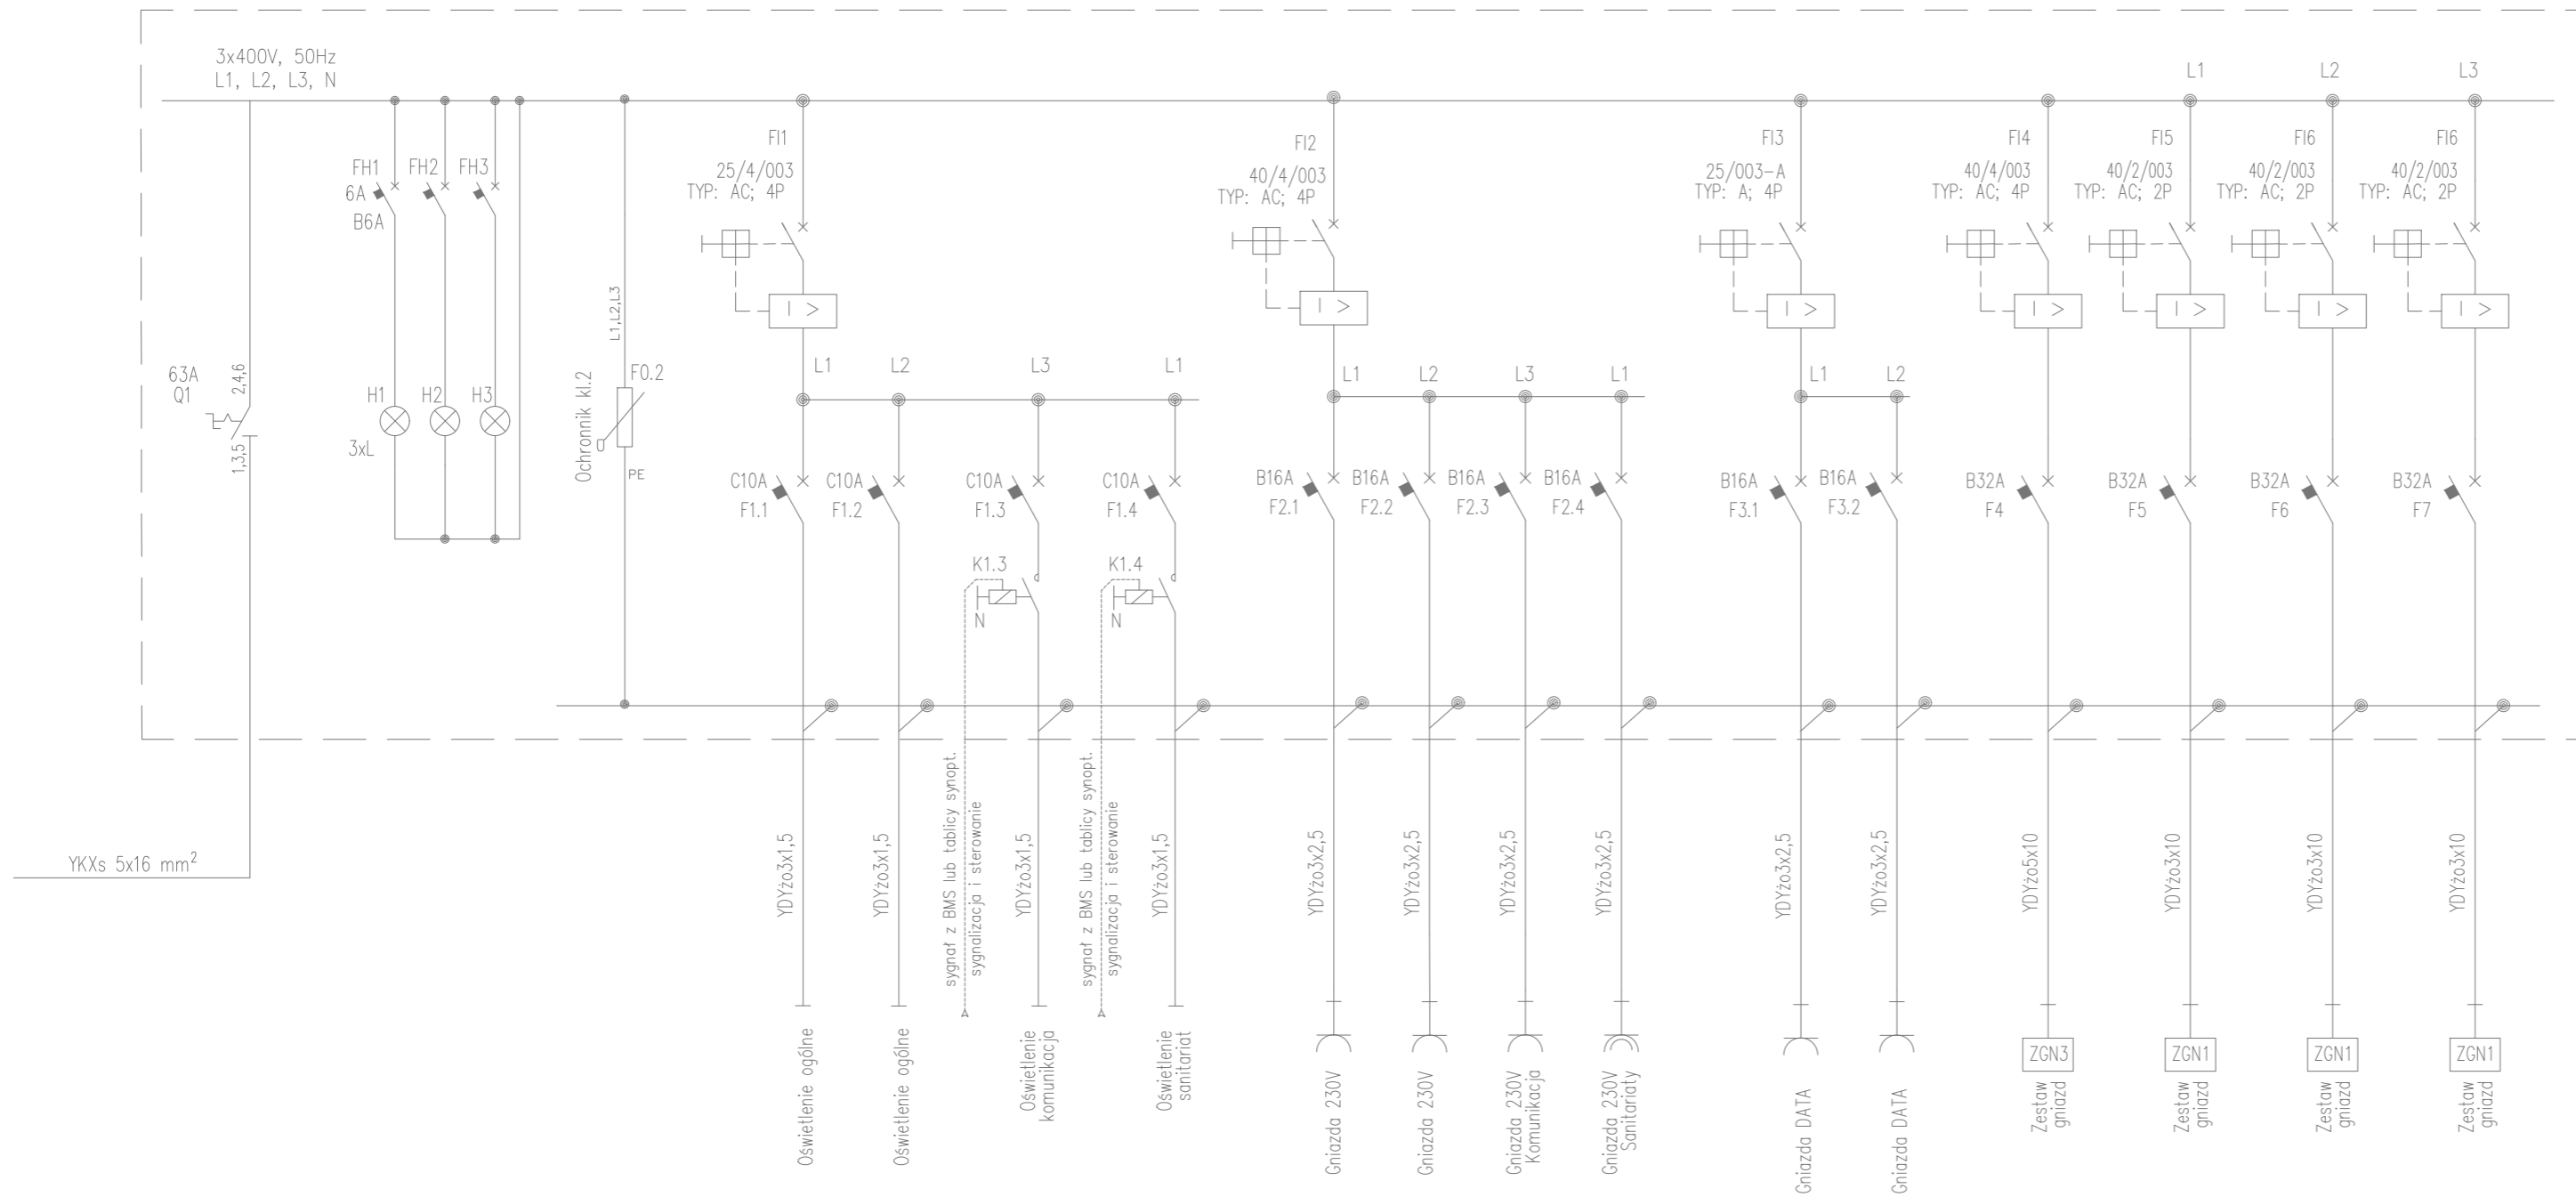 3x400V, 50Hz
L1, L2, L3, N
L1
L2
L3
FH1
FH2
FH3
6A
B6A
FI1
25/4/003
TYP: AC; 4P
FI2
40/4/003
TYP: AC; 4P
FI3
25/003-A
TYP: A; 4P
FI4
40/4/003
TYP: AC; 4P
FI5
40/2/003
TYP: AC; 2P
FI6
40/2/003
TYP: AC; 2P
FI6
40/2/003
TYP: AC; 2P
I >
I >
I >
I >
I >
I >
I >
63A
Q1
2,4,6
1,3,5
H1
H2
H3
3xL
L1,L2,L3
F0.2
Ochronnik kl.2
U
PE
L1
L2
L3
L1
L1
L2
L3
L1
L1
L2
C10A
F1.1
C10A
F1.2
C10A
F1.3
C10A
F1.4
B16A
F2.1
B16A
F2.2
B16A
F2.3
B16A
F2.4
B16A
F3.1
B16A
F3.2
B32A
F4
B32A
F5
B32A
F6
B32A
F7
K1.3
N
K1.4
N
YKXs 5x16 mm²
YDYżo3x1,5
YDYżo3x1,5
sygnał z BMS lub tablicy synopt.
sygnalizacja i sterowanie
YDYżo3x1,5
sygnał z BMS lub tablicy synopt.
sygnalizacja i sterowanie
YDYżo3x1,5
YDYżo3x2,5
YDYżo3x2,5
YDYżo3x2,5
YDYżo3x2,5
YDYżo3x2,5
YDYżo3x2,5
YDYżo5x10
YDYżo3x10
YDYżo3x10
YDYżo3x10
Oświetlenie ogólne
Oświetlenie ogólne
Oświetlenie
komunikacja
Oświetlenie
sanitariat
Gniazda 230V
Gniazda 230V
Gniazda 230V
Komunikacja
Gniazda 230V
Sanitariaty
Gniazda DATA
Gniazda DATA
ZGN3
Zestaw
gniazd
ZGN1
Zestaw
gniazd
ZGN1
Zestaw
gniazd
ZGN1
Zestaw
gniazd